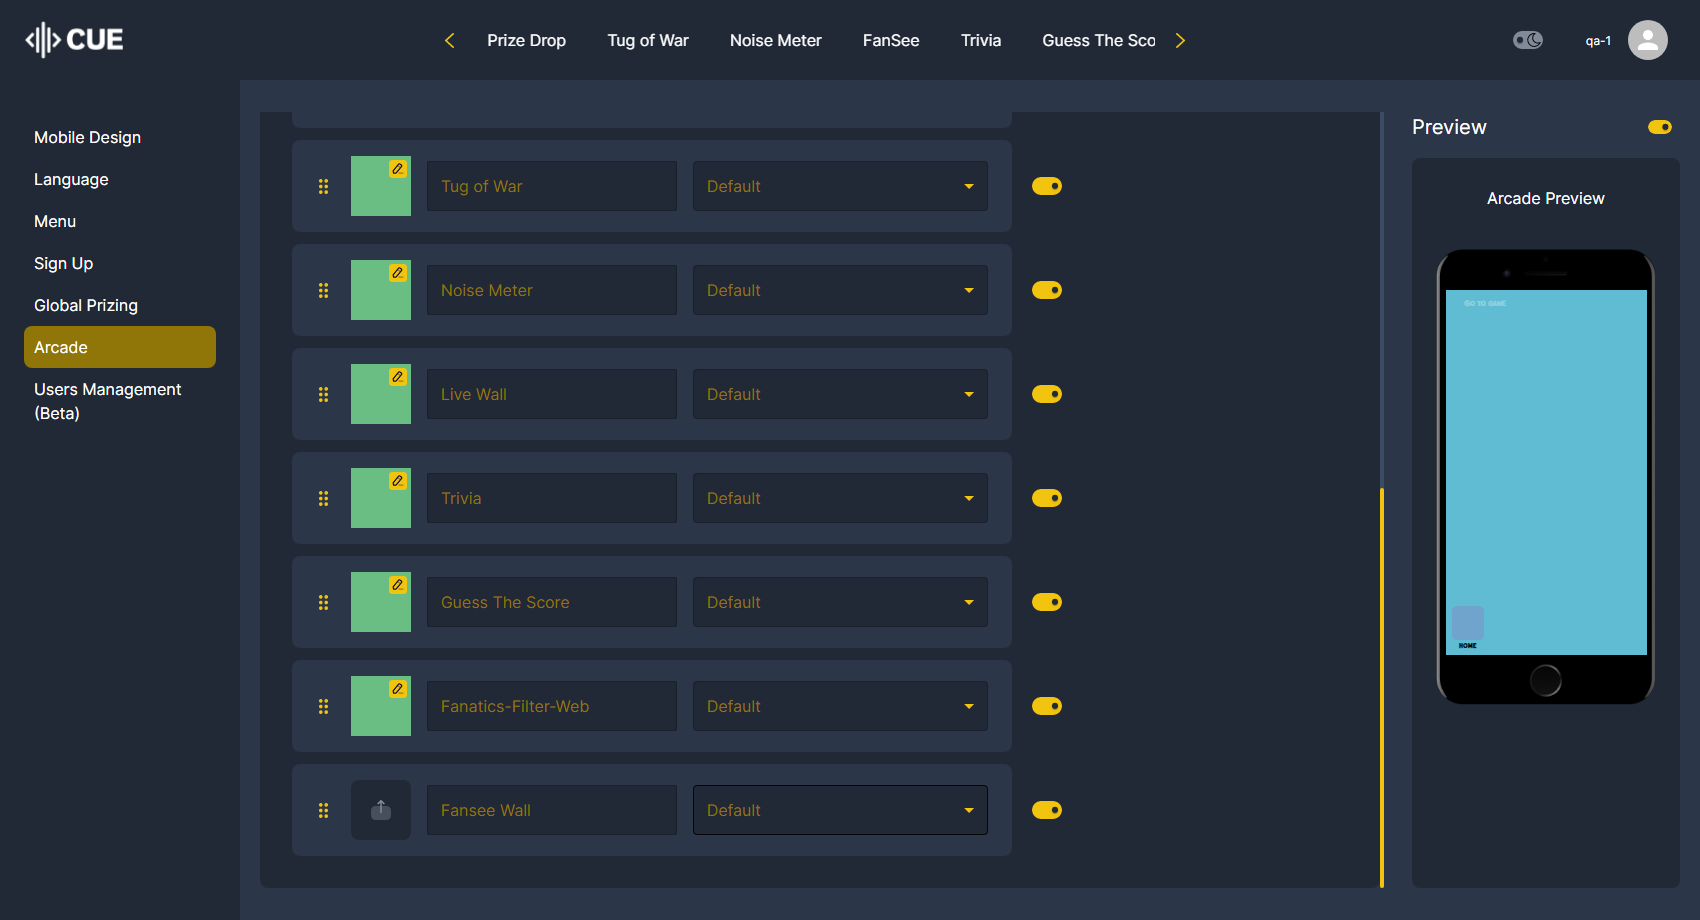 CUE
Prize Drop
Tug of War
Noise Meter
FanSee
Trivia
Guess The Sco
qa-1
Mobile Design
Language
Menu
Sign Up
Global Prizing
Arcade
Users Management
(Beta)
Tug of War
Default
Noise Meter
Default
Live Wall
Default
Trivia
Default
Guess The Score
Default
Fanatics-Filter-Web
Default
Fansee Wall
Default
Preview
Arcade Preview
GO TO GAME
HOME